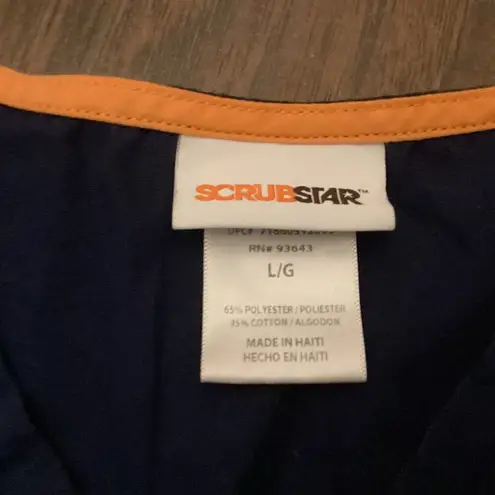 SCRUBSTAR™
RN# 93643
L/G
65% POLYESTER / POLIESTER
35% COTTON / ALGODON
MADE IN HAITI
HECHO EN HAITI